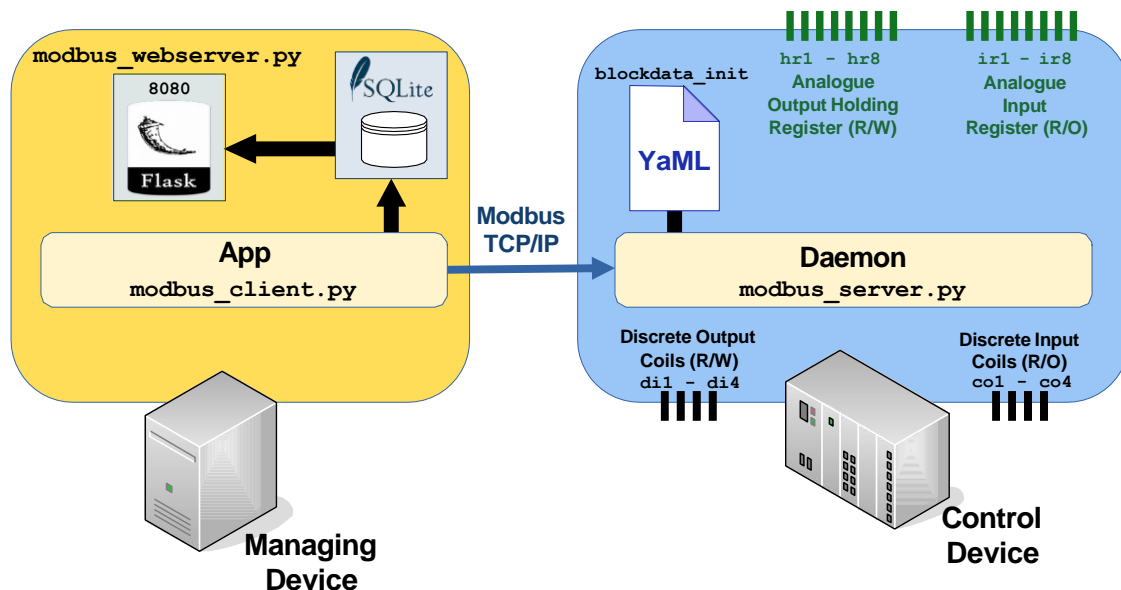 modbus_webserver.py
8080
Flask
SQLite
App
modbus_client.py
Modbus
TCP/IP
blockdata_init
YaML
hr1 - hr8
Analogue
Output Holding
Register (R/W)
ir1 - ir8
Analogue
Input
Register (R/O)
Daemon
modbus_server.py
Discrete Output
Coils (R/W)
di1 - di4
Discrete Input
Coils (R/O)
co1 - co4
Managing
Device
Control
Device